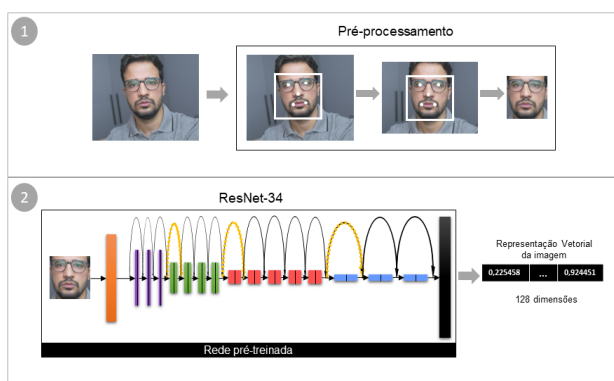 1
Pré-processamento
2
ResNet-34
Representação Vetorial
da imagem
0,225458 ... 0,924451
128 dimensões
Rede pré-treinada